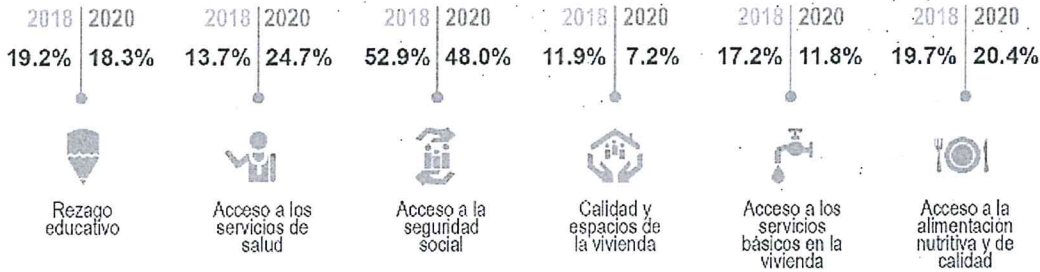 2018 2020 2018 2020 2018 2020 2018 2020 2018 2020 2018 2020
19.2% 18.3% 13.7% 24.7% 52.9% 48.0% 11.9% 7.2% 17.2% 11.8% 19.7% 20.4%
Rezago
educativo
Acceso a los
servicios de
salud
Acceso a la
seguridad
social
Calidad y
espacios de
la vivienda
Acceso a los
servicios
básicos en la
vivienda
Acceso a la
alimentación
nutritiva y de
calidad